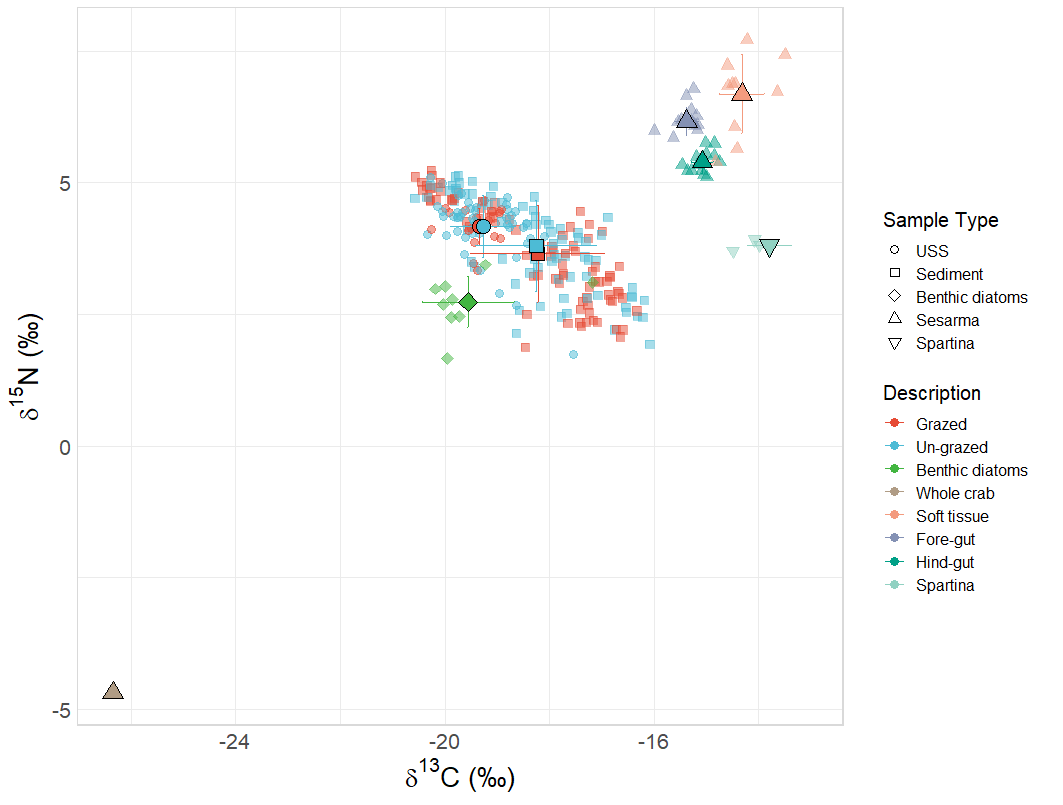 5
0
-5
-24 -20 -16
δ15N (‰)
δ13C (‰)
Sample Type
USS
Sediment
Benthic diatoms
Sesarma
Spartina
Description
Grazed
Un-grazed
Benthic diatoms
Whole crab
Soft tissue
Fore-gut
Hind-gut
Spartina